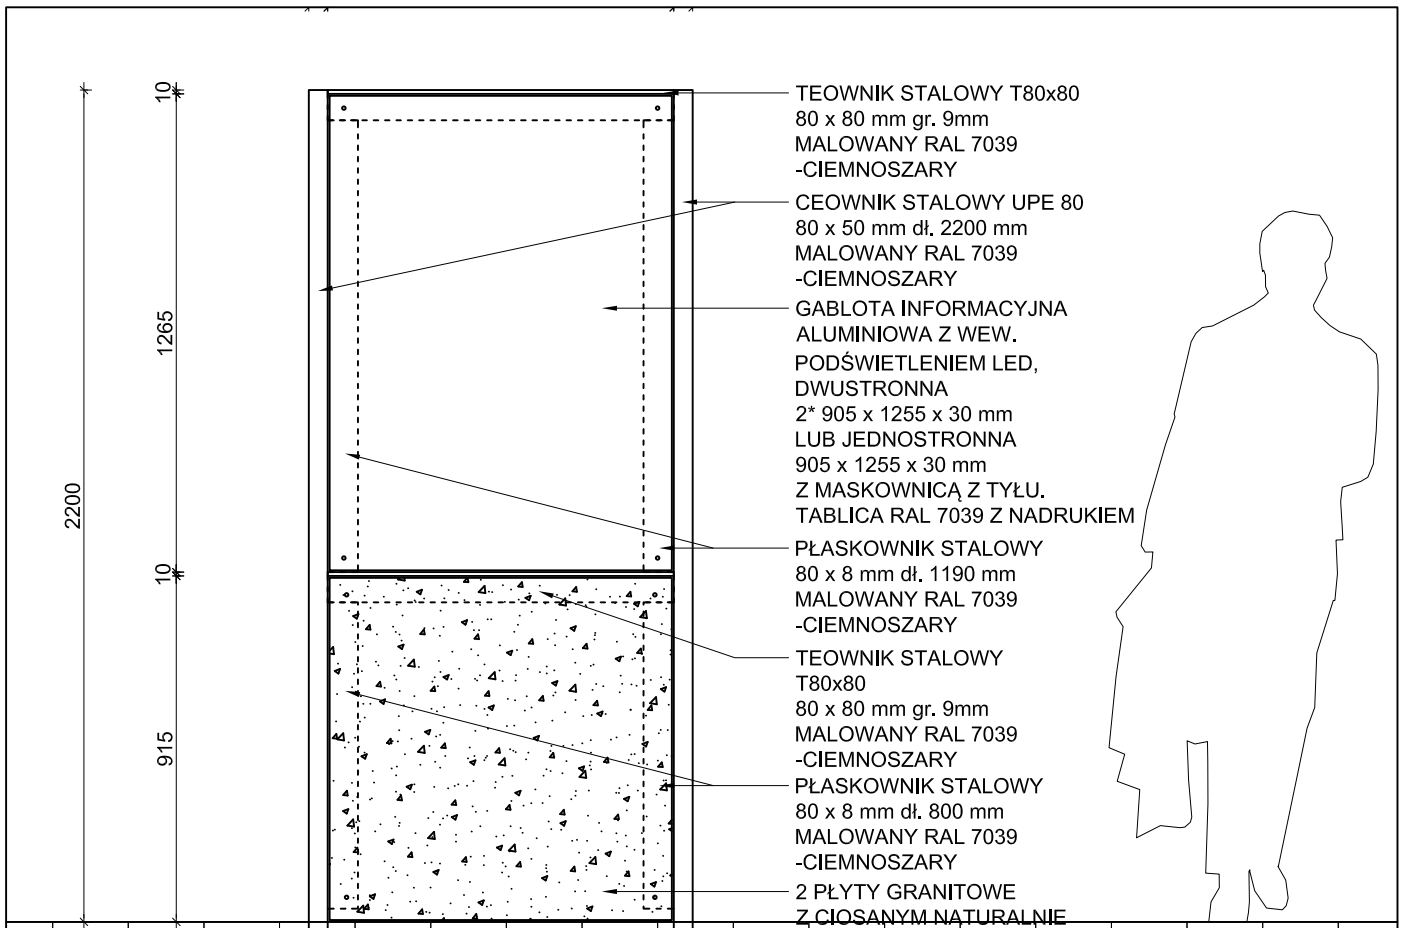 10
1265
2200
10
915
TEOWNIK STALOWY T80x80
80 x 80 mm gr. 9mm
MALOWANY RAL 7039
-CIEMNOSZARY
CEOWNIK STALOWY UPE 80
80 x 50 mm dł. 2200 mm
MALOWANY RAL 7039
-CIEMNOSZARY
GABLOTA INFORMACYJNA
ALUMINIOWA Z WEW.
PODŚWIETLENIEM LED,
DWUSTRONNA
2* 905 x 1255 x 30 mm
LUB JEDNOSTRONNA
905 x 1255 x 30 mm
Z MASKOWNICĄ Z TYŁU.
TABLICA RAL 7039 Z NADRUKIEM
PŁASKOWNIK STALOWY
80 x 8 mm dł. 1190 mm
MALOWANY RAL 7039
-CIEMNOSZARY
TEOWNIK STALOWY
T80x80
80 x 80 mm gr. 9mm
MALOWANY RAL 7039
-CIEMNOSZARY
PŁASKOWNIK STALOWY
80 x 8 mm dł. 800 mm
MALOWANY RAL 7039
-CIEMNOSZARY
2 PŁYTY GRANITOWE
Z CIOSANYM NATURALNIE